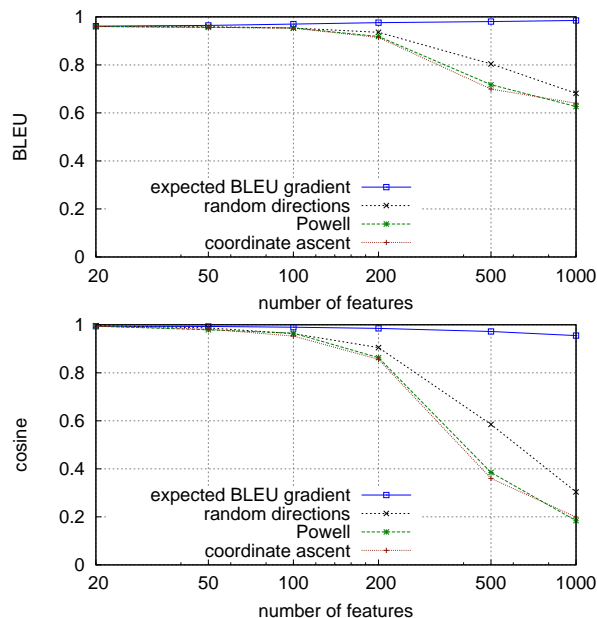 1
0.8
0.6
BLEU
0.4
0.2
0
expected BLEU gradient
random directions
Powell
coordinate ascent
20 50 100 200 500 1000
number of features
1
0.8
0.6
cosine
0.4
0.2
0
expected BLEU gradient
random directions
Powell
coordinate ascent
20 50 100 200 500 1000
number of features